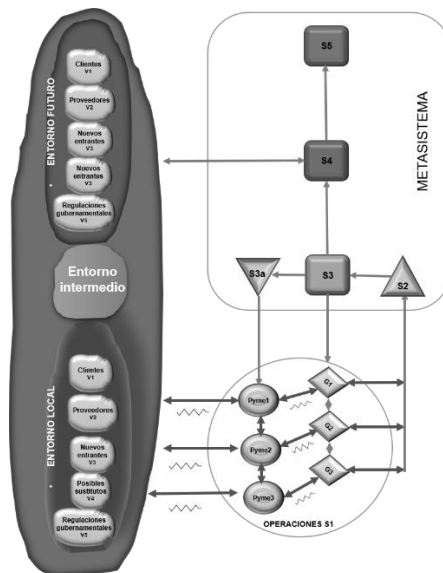 ENTORNO FUTURO
Clientes
V1
Proveedores
V2
Nuevos
entrantes
V3
Nuevos
entrantes
V3
Regulaciones
gubernamentales
V5
Entorno
intermedio
ENTORNO LOCAL
Clientes
V1
Proveedores
V2
Nuevos
entrantes
V3
Posibles
sustitutos
V4
Regulaciones
gubernamentales
V5
METASISTEMA
S5
S4
S3a
S3
S2
Pyme1
G1
Pyme2
G2
Pyme3
G3
OPERACIONES S1